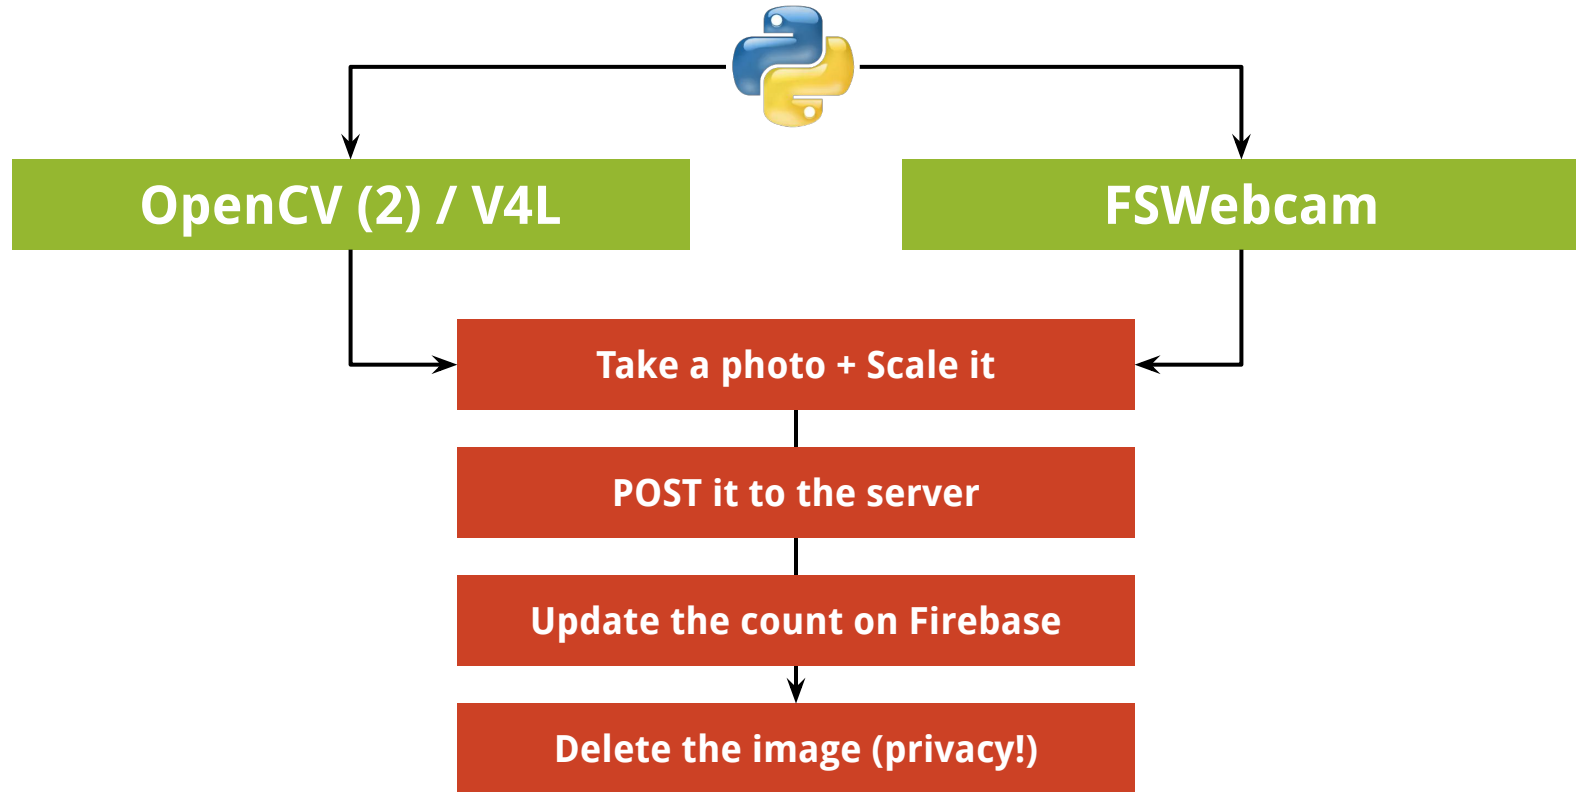 OpenCV (2) / V4L
FSWebcam
Take a photo + Scale it
POST it to the server
Update the count on Firebase
Delete the image (privacy!)